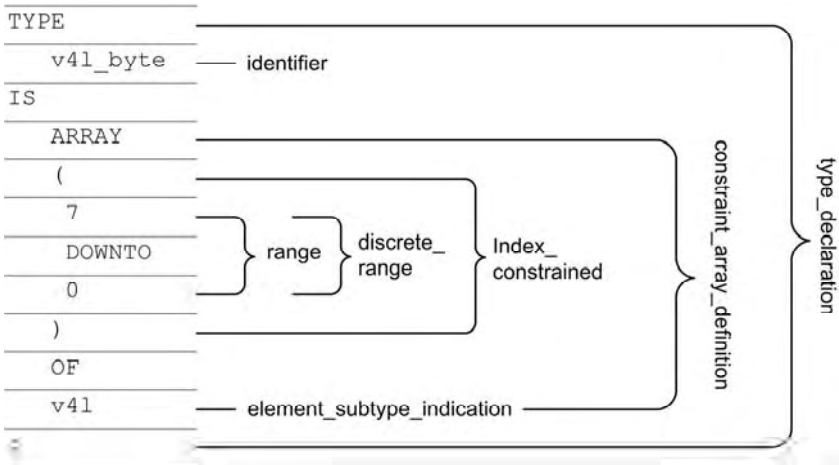 TYPE
v4l_byte identifier
IS
ARRAY
(
7
DOWNTO range discrete_
range Index_
constrained
0
)
OF
v4l element_subtype_indication
;
constraint_array_definition
type_declaration